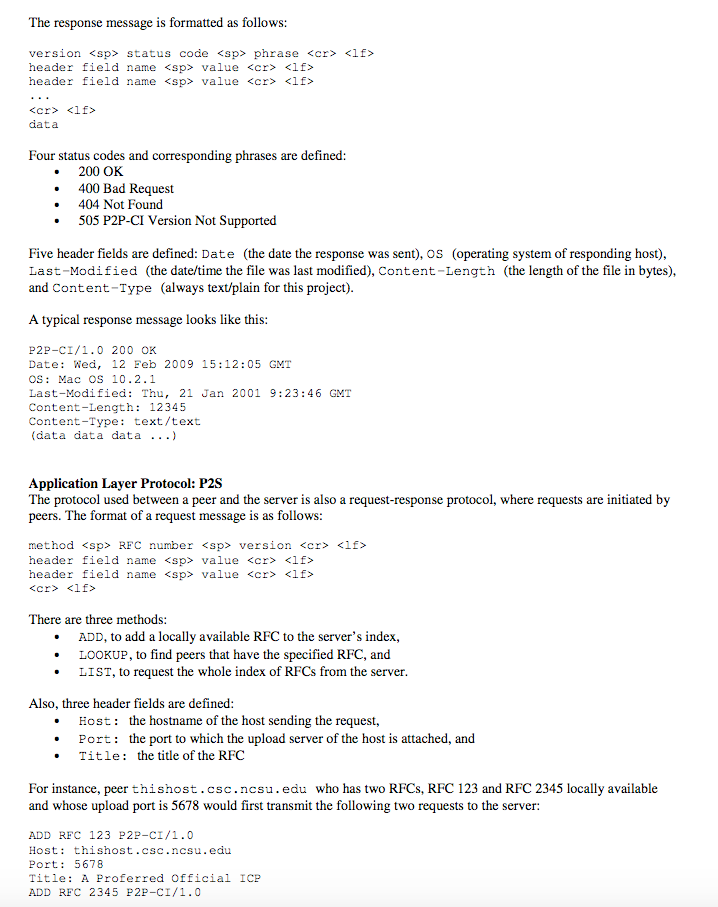 The response message is formatted as follows:
version <sp> status code <sp> phrase <cr> <lf>
header field name <sp> value <cr> <lf>
header field name <sp> value <cr> <lf>
...
<cr> <lf>
data
Four status codes and corresponding phrases are defined:
• 200 OK
• 400 Bad Request
• 404 Not Found
• 505 P2P-CI Version Not Supported
Five header fields are defined: Date (the date the response was sent), OS (operating system of responding host),
Last-Modified (the date/time the file was last modified), Content-Length (the length of the file in bytes),
and Content-Type (always text/plain for this project).
A typical response message looks like this:
P2P-CI/1.0 200 OK
Date: Wed, 12 Feb 2009 15:12:05 GMT
OS: Mac OS 10.2.1
Last-Modified: Thu, 21 Jan 2001 9:23:46 GMT
Content-Length: 12345
Content-Type: text/text
(data data data ...)
Application Layer Protocol: P2S
The protocol used between a peer and the server is also a request-response protocol, where requests are initiated by
peers. The format of a request message is as follows:
method <sp> RFC number <sp> version <cr> <lf>
header field name <sp> value <cr> <lf>
header field name <sp> value <cr> <lf>
<cr> <lf>
There are three methods:
• ADD, to add a locally available RFC to the server's index,
• LOOKUP, to find peers that have the specified RFC, and
• LIST, to request the whole index of RFCs from the server.
Also, three header fields are defined:
• Host: the hostname of the host sending the request,
• Port: the port to which the upload server of the host is attached, and
• Title: the title of the RFC
For instance, peer thishost.csc.ncsu.edu who has two RFCs, RFC 123 and RFC 2345 locally available
and whose upload port is 5678 would first transmit the following two requests to the server:
ADD RFC 123 P2P-CI/1.0
Host: thishost.csc.ncsu.edu
Port: 5678
Title: A Proferred Official ICP
ADD RFC 2345 P2P-CI/1.0